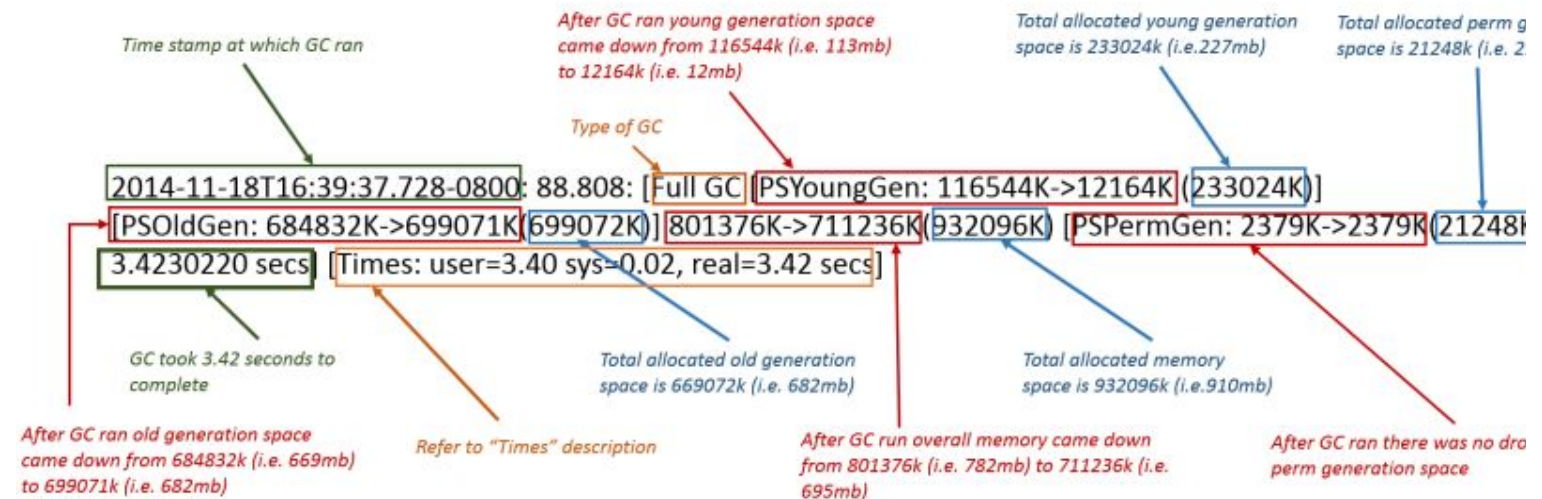 Time stamp at which GC ran
After GC ran young generation space
came down from 116544k (i.e. 113mb)
to 12164k (i.e. 12mb)
Total allocated young generation
space is 233024k (i.e.227mb)
Total allocated perm g
space is 21248k (i.e. 2
Type of GC
2014-11-18T16:39:37.728-0800: 88.808: [Full GC [PSYoungGen: 116544K->12164K (233024K)]
[PSOldGen: 684832K->699071K(699072K)] 801376K->711236K(932096K) [PSPermGen: 2379K->2379K(21248K
3.4230220 secs] [Times: user=3.40 sys=0.02, real=3.42 secs]
GC took 3.42 seconds to
complete
Total allocated old generation
space is 669072k (i.e. 682mb)
Total allocated memory
space is 932096k (i.e.910mb)
After GC ran old generation space
came down from 684832k (i.e. 669mb)
to 699071k (i.e. 682mb)
Refer to “Times” description
After GC run overall memory came down
from 801376k (i.e. 782mb) to 711236k (i.e.
695mb)
After GC ran there was no dro
perm generation space